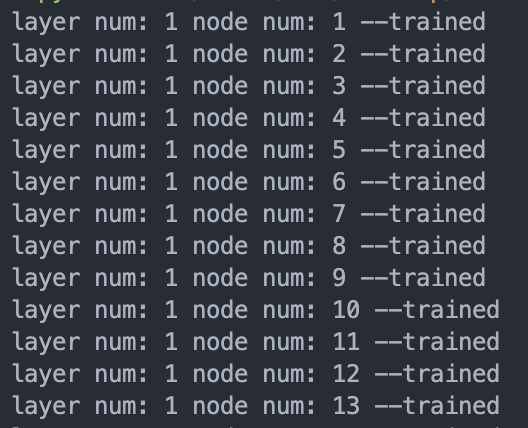 layer num: 1 node num: 1 --trained
layer num: 1 node num: 2 --trained
layer num: 1 node num: 3 --trained
layer num: 1 node num: 4 --trained
layer num: 1 node num: 5 --trained
layer num: 1 node num: 6 --trained
layer num: 1 node num: 7 --trained
layer num: 1 node num: 8 --trained
layer num: 1 node num: 9 --trained
layer num: 1 node num: 10 --trained
layer num: 1 node num: 11 --trained
layer num: 1 node num: 12 --trained
layer num: 1 node num: 13 --trained